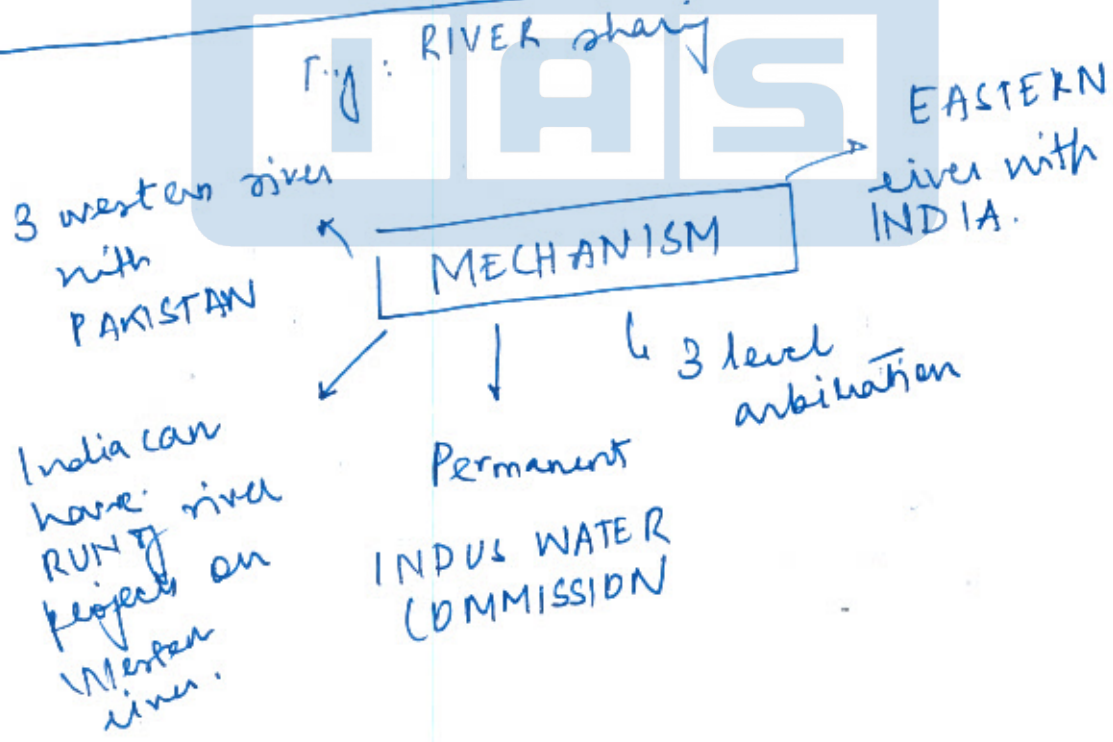 Fig: RIVER sharing
IAS
3 western river
with
PAKISTAN
MECHANISM
EASTERN
river with
INDIA.
3 level
arbitration
India can
have
RUN of river
projects on
Western
river.
Permanent
INDUS WATER
COMMISSION